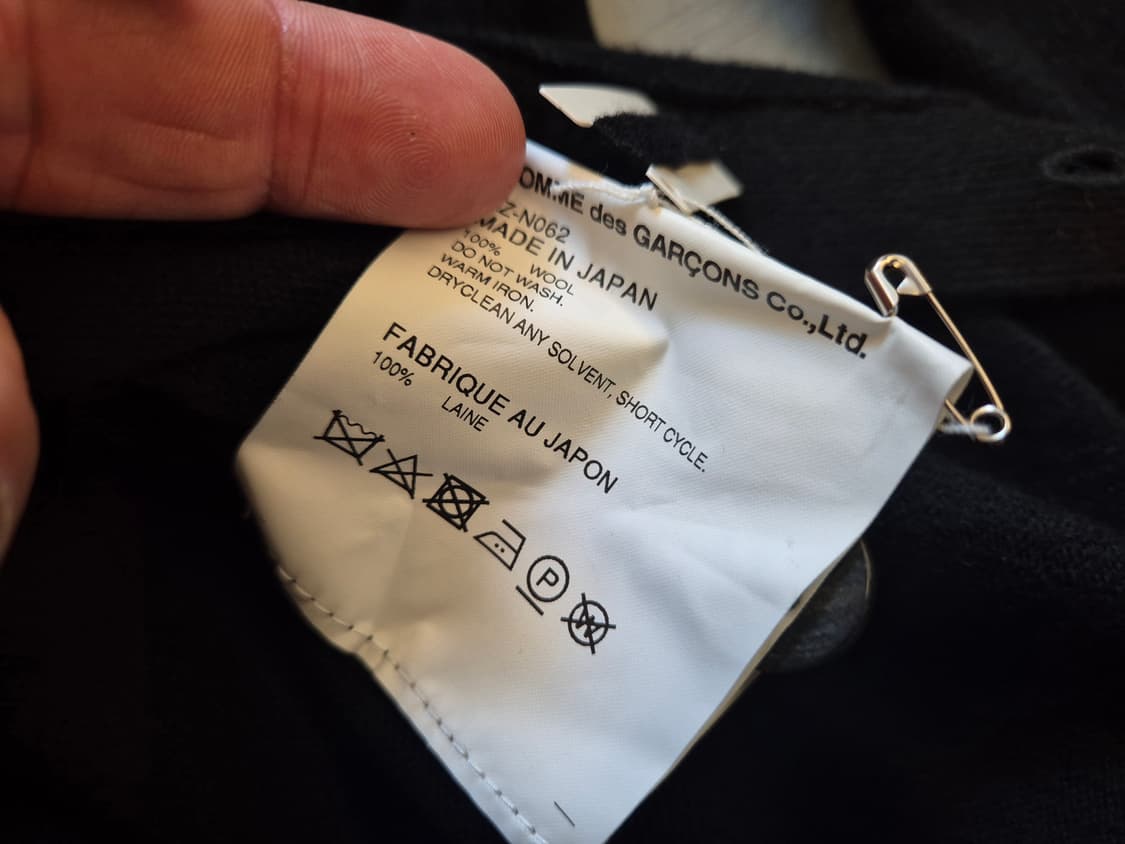 OMME des GARÇONS Co.,Ltd.
Z-N062
MADE IN JAPAN
100% WOOL
DO NOT WASH.
WARM IRON.
DRYCLEAN ANY SOLVENT, SHORT CYCLE.
FABRIQUE AU JAPON
100% LAINE
P
W